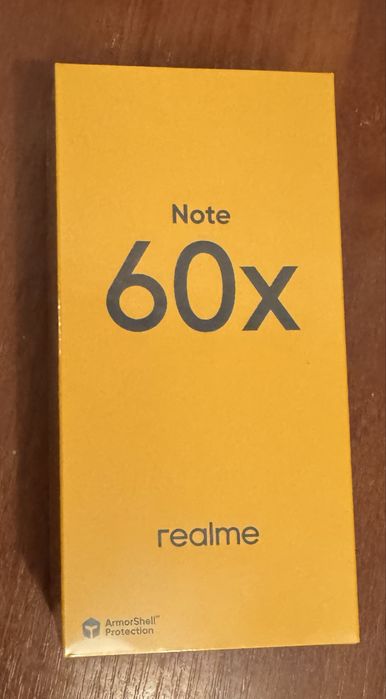 Note
60x
realme
ArmorShell™
Protection